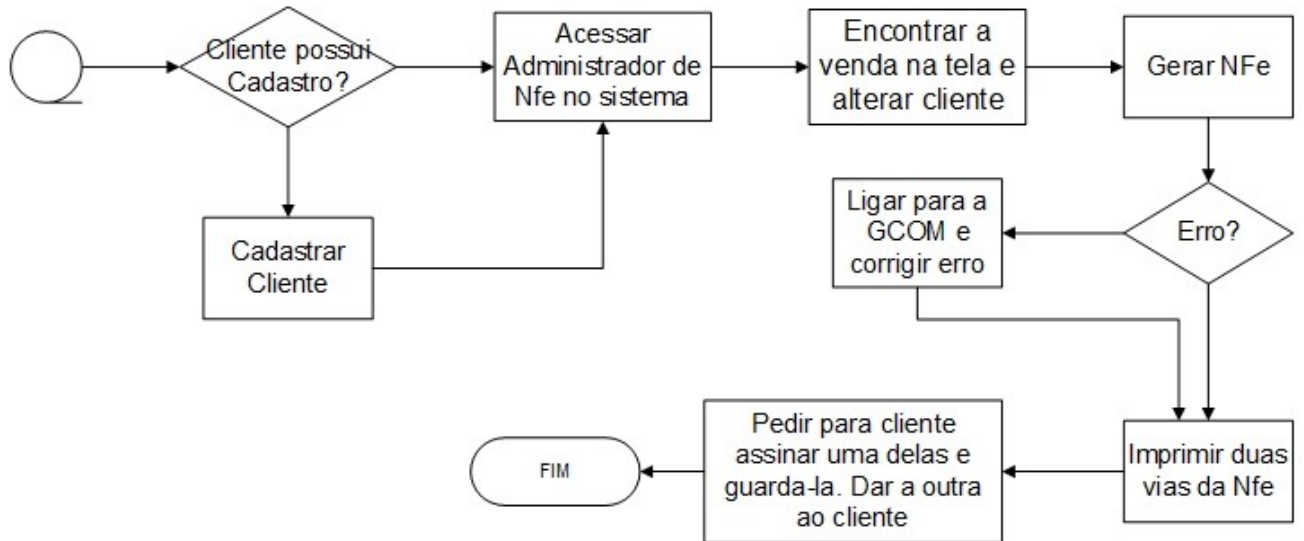 Cliente possui
Cadastro?
Acessar
Administrador de
Nfe no sistema
Encontrar a
venda na tela e
alterar cliente
Gerar NFe
Cadastrar
Cliente
Ligar para a
GCOM e
corrigir erro
Erro?
Imprimir duas
vias da Nfe
Pedir para cliente
assinar uma delas e
guarda-la. Dar a outra
ao cliente
FIM